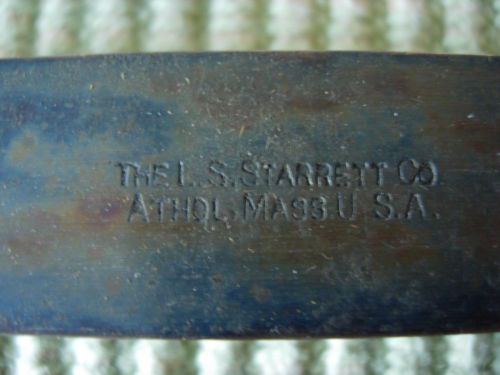 THE L.S. STARRETT CO.
ATHOL, MASS. U.S.A.